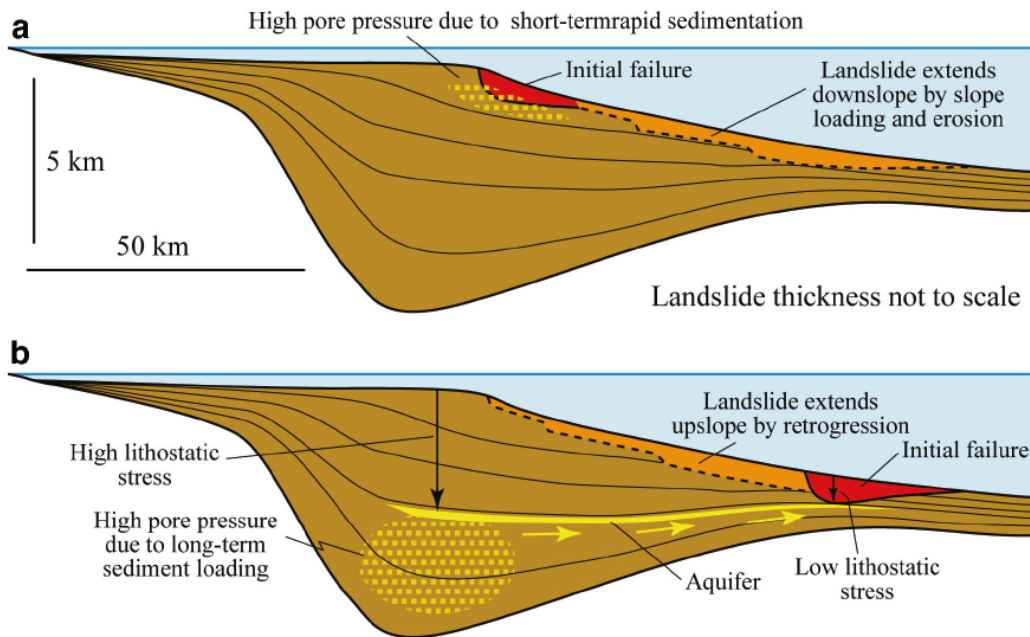 a
High pore pressure due to short-termrapid sedimentation
Initial failure
Landslide extends
downslope by slope
loading and erosion
5 km
50 km
Landslide thickness not to scale
b
Landslide extends
upslope by retrogression
Initial failure
High lithostatic
stress
High pore pressure
due to long-term
sediment loading
Aquifer
Low lithostatic
stress